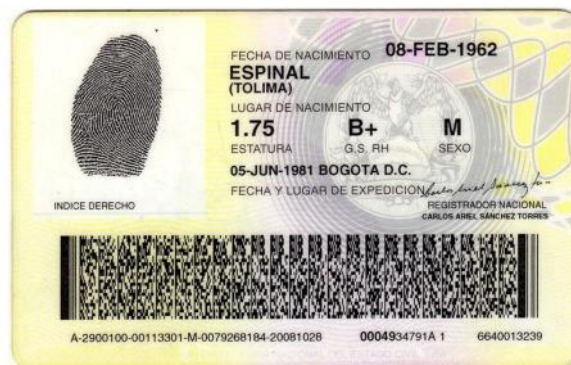 FECHA DE NACIMIENTO 08-FEB-1962
ESPINAL
(TOLIMA)
LUGAR DE NACIMIENTO
1.75 B+ M
ESTATURA G.S. RH SEXO
05-JUN-1981 BOGOTA D.C.
FECHA Y LUGAR DE EXPEDICION
INDICE DERECHO
REGISTRADOR NACIONAL
CARLOS ARIEL SÁNCHEZ TORRES
A-2900100-00113301-M-0079268184-20081028 0004934791A 1 6640013239